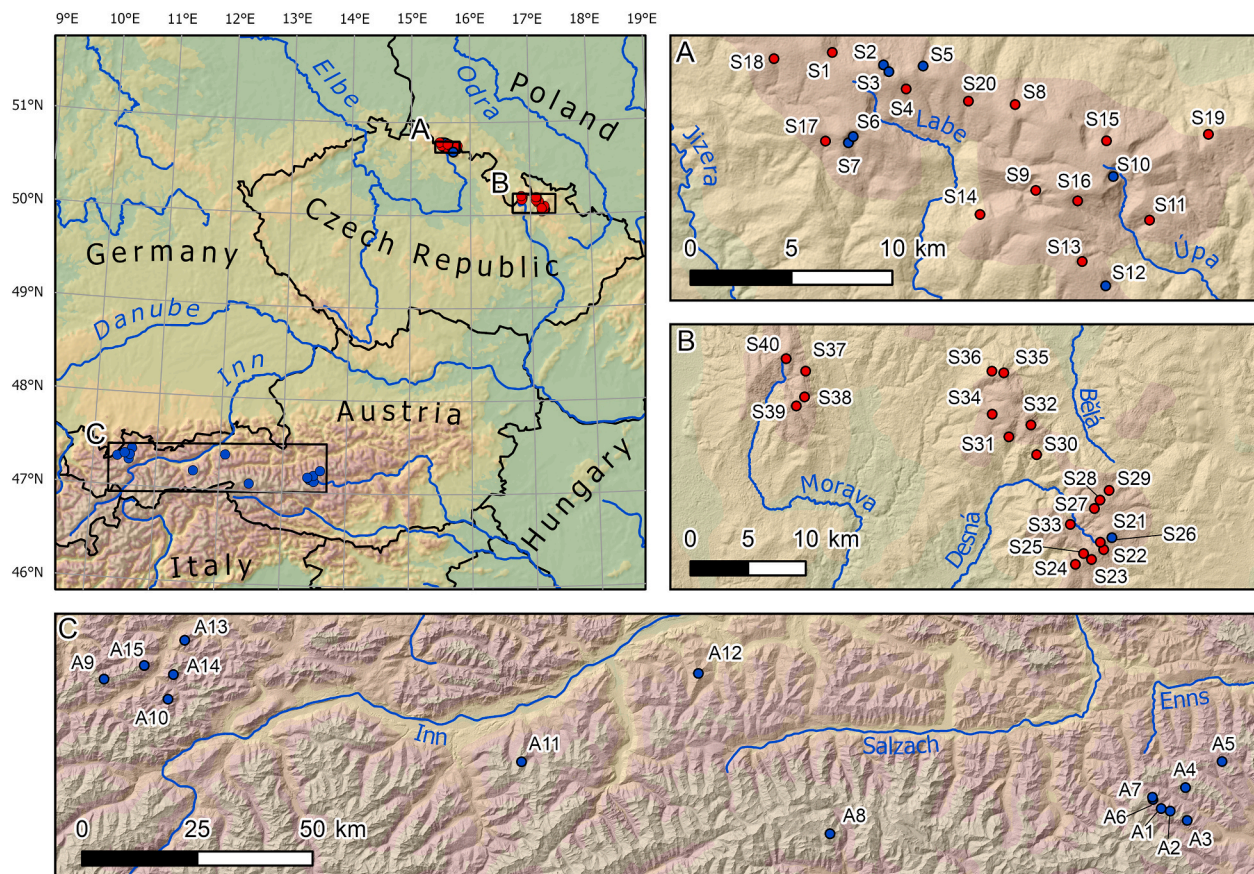 9°E 10°E 11°E 12°E 13°E 14°E 15°E 16°E 17°E 18°E 19°E
51°N
50°N
49°N
48°N
47°N
46°N
Elbe
Odra
Poland
A
B
Czech Republic
Germany
Danube
Inn
Austria
C
Hungary
Italy
A
S18
S1
S2
S3
S5
S4
S20
S8
S17
S6
S7
Labe
S15
S19
Jizera
S14
S9
S16
S10
S11
S13
S12
Úpa
0 5 10 km
B
S40
S37
S38
S39
S36
S35
S34
S32
S31
S30
Bělá
Morava
Desná
S28
S29
S27
S33
S21
S26
S25
S22
S24
S23
0 5 10 km
C
A13
A15
A9
A14
A10
A12
Inn
A11
Salzach
Enns
A5
A4
A7
A6
A1
A2
A3
A8
0 25 50 km